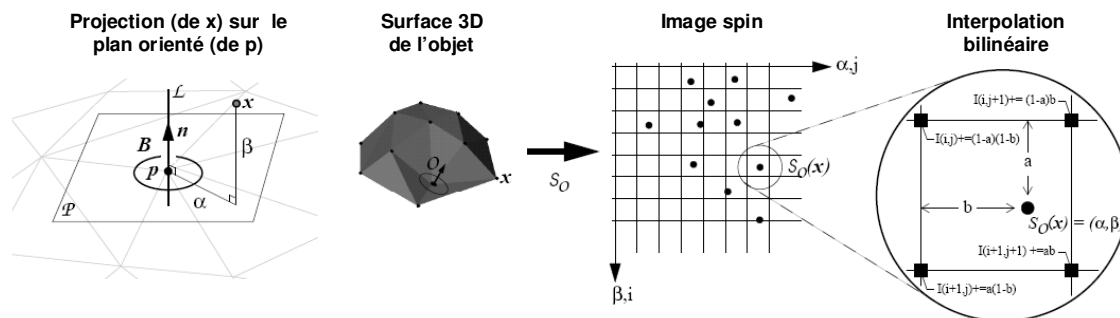 Projection (de x) sur le
plan orienté (de p)
Surface 3D
de l'objet
Image spin
Interpolation
bilinéaire
ℒ
x
n
B
β
p
α
𝒫
O
x
S_O
α,j
S_O(x)
β,i
I(i,j+1)+= (1-a)b
I(i,j)+=(1-a)(1-b)
a
b
S_O(x) = (α,β
I(i+1,j+1) +=ab
I(i+1,j)+=a(1-b)